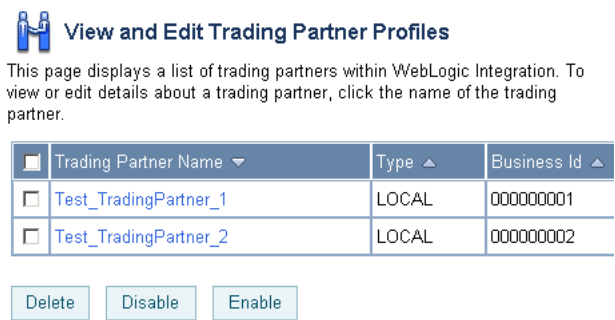 View and Edit Trading Partner Profiles
This page displays a list of trading partners within WebLogic Integration. To
view or edit details about a trading partner, click the name of the trading
partner.
Trading Partner Name Type Business Id
Test_TradingPartner_1 LOCAL 000000001
Test_TradingPartner_2 LOCAL 000000002
Delete Disable Enable